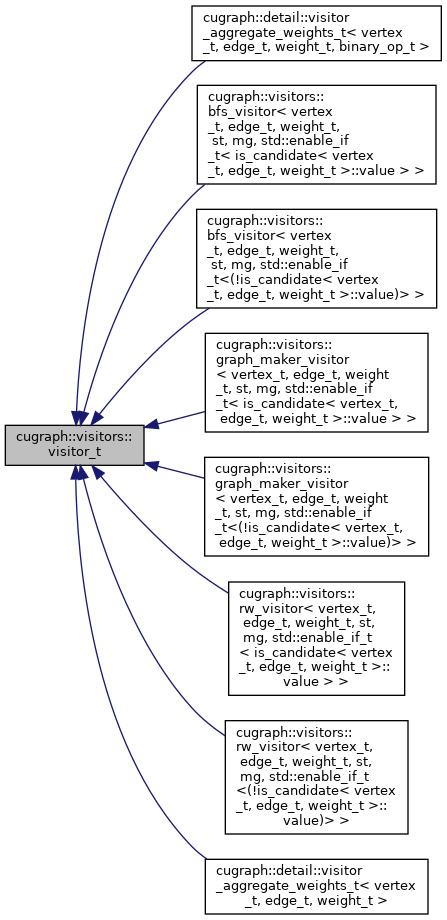 cugraph::detail::visitor
_aggregate_weights_t< vertex
_t, edge_t, weight_t, binary_op_t >
cugraph::visitors::
bfs_visitor< vertex
_t, edge_t, weight_t,
st, mg, std::enable_if
_t< is_candidate< vertex
_t, edge_t, weight_t >::value > >
cugraph::visitors::
bfs_visitor< vertex
_t, edge_t, weight_t,
st, mg, std::enable_if
_t<(!is_candidate< vertex
_t, edge_t, weight_t >::value)> >
cugraph::visitors::
graph_maker_visitor
< vertex_t, edge_t, weight
_t, st, mg, std::enable_if
_t< is_candidate< vertex_t,
edge_t, weight_t >::value > >
cugraph::visitors::
visitor_t
cugraph::visitors::
graph_maker_visitor
< vertex_t, edge_t, weight
_t, st, mg, std::enable_if
_t<(!is_candidate< vertex_t,
edge_t, weight_t >::value)> >
cugraph::visitors::
rw_visitor< vertex_t,
edge_t, weight_t, st,
mg, std::enable_if_t
< is_candidate< vertex
_t, edge_t, weight_t >::
value > >
cugraph::visitors::
rw_visitor< vertex_t,
edge_t, weight_t, st,
mg, std::enable_if_t
<(!is_candidate< vertex
_t, edge_t, weight_t >::
value)> >
cugraph::detail::visitor
_aggregate_weights_t< vertex
_t, edge_t, weight_t >